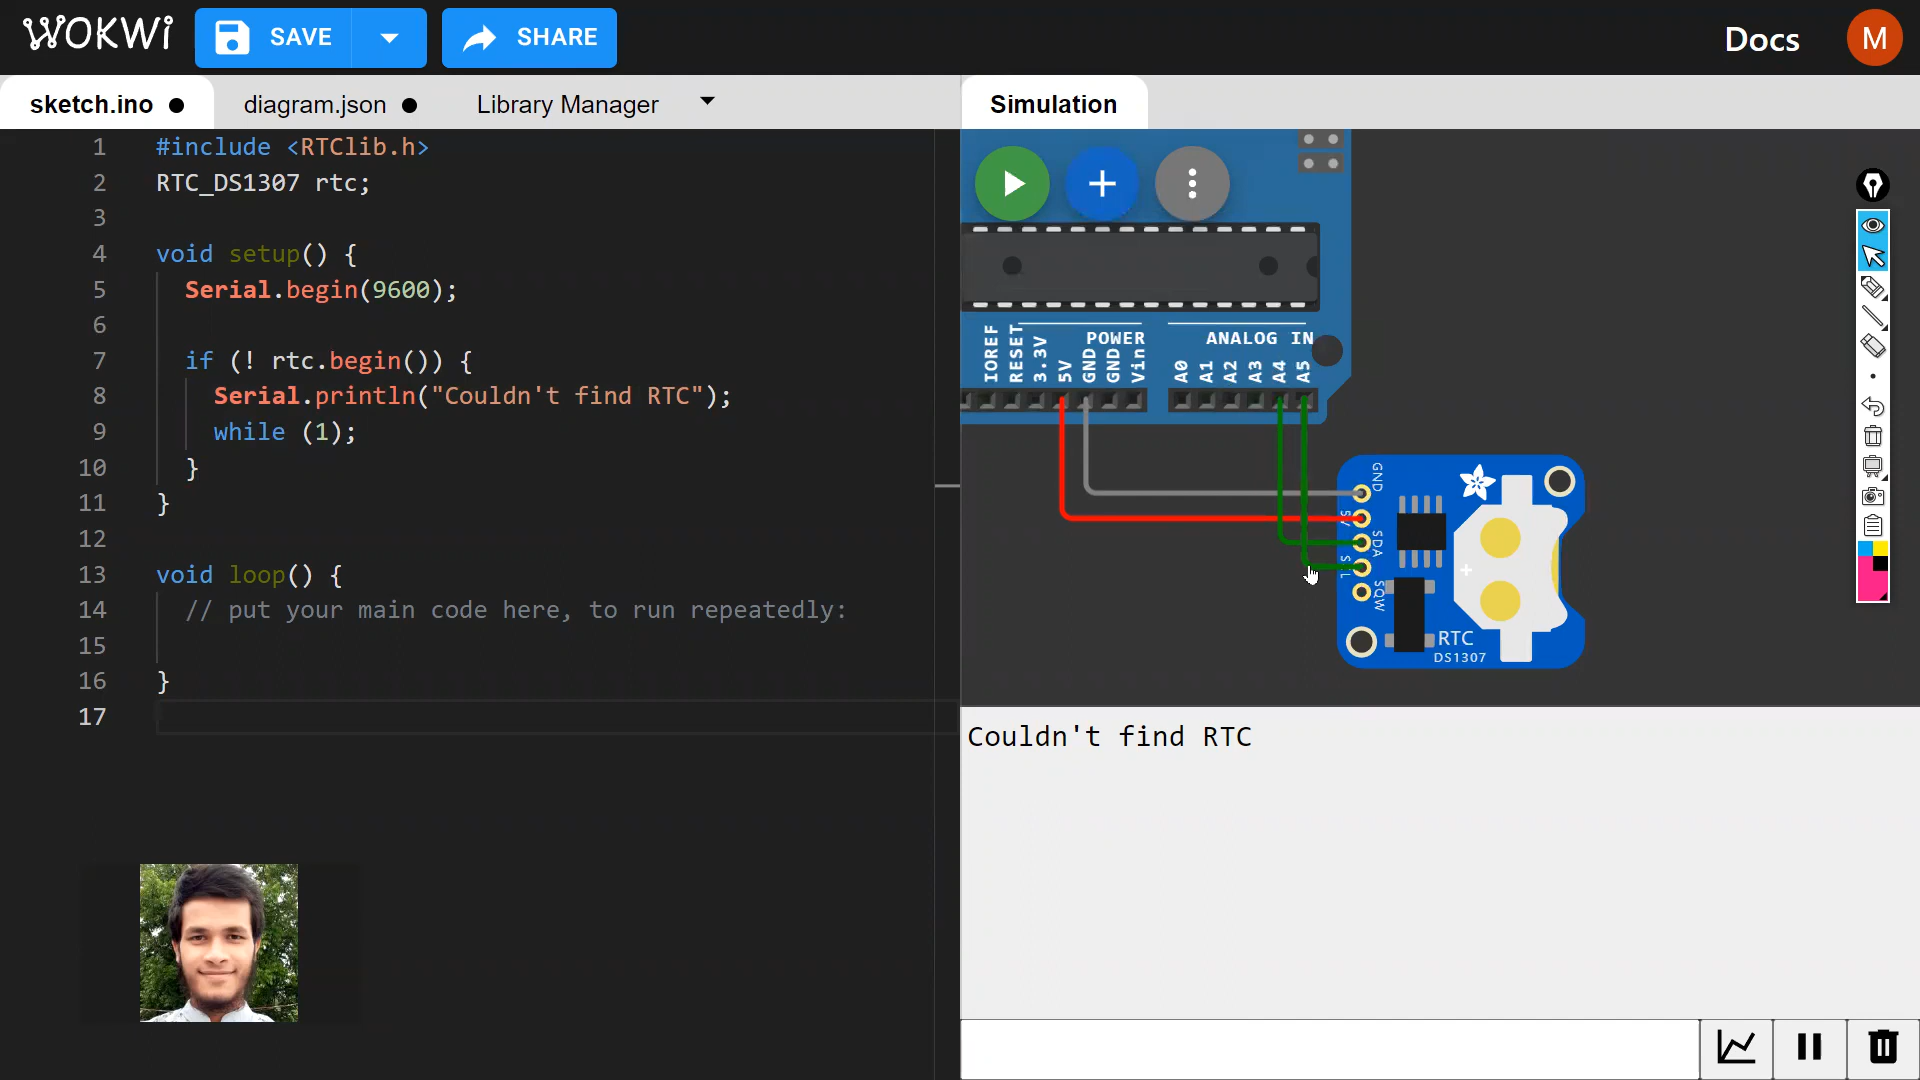 WOKWi
SAVE
SHARE
Docs
M
sketch.ino
diagram.json
Library Manager
Simulation
1 #include <RTClib.h>
2 RTC_DS1307 rtc;
3
4 void setup() {
5 Serial.begin(9600);
6
7 if (! rtc.begin()) {
8 Serial.println("Couldn't find RTC");
9 while (1);
10 }
11 }
12
13 void loop() {
14 // put your main code here, to run repeatedly:
15
16 }
17
POWER
ANALOG IN
IOREF
RESET
3.3V
5V
GND
GND
Vin
A0
A1
A2
A3
A4
A5
GND
5V
SDA
SCL
SQW
RTC
DS1307
Couldn't find RTC